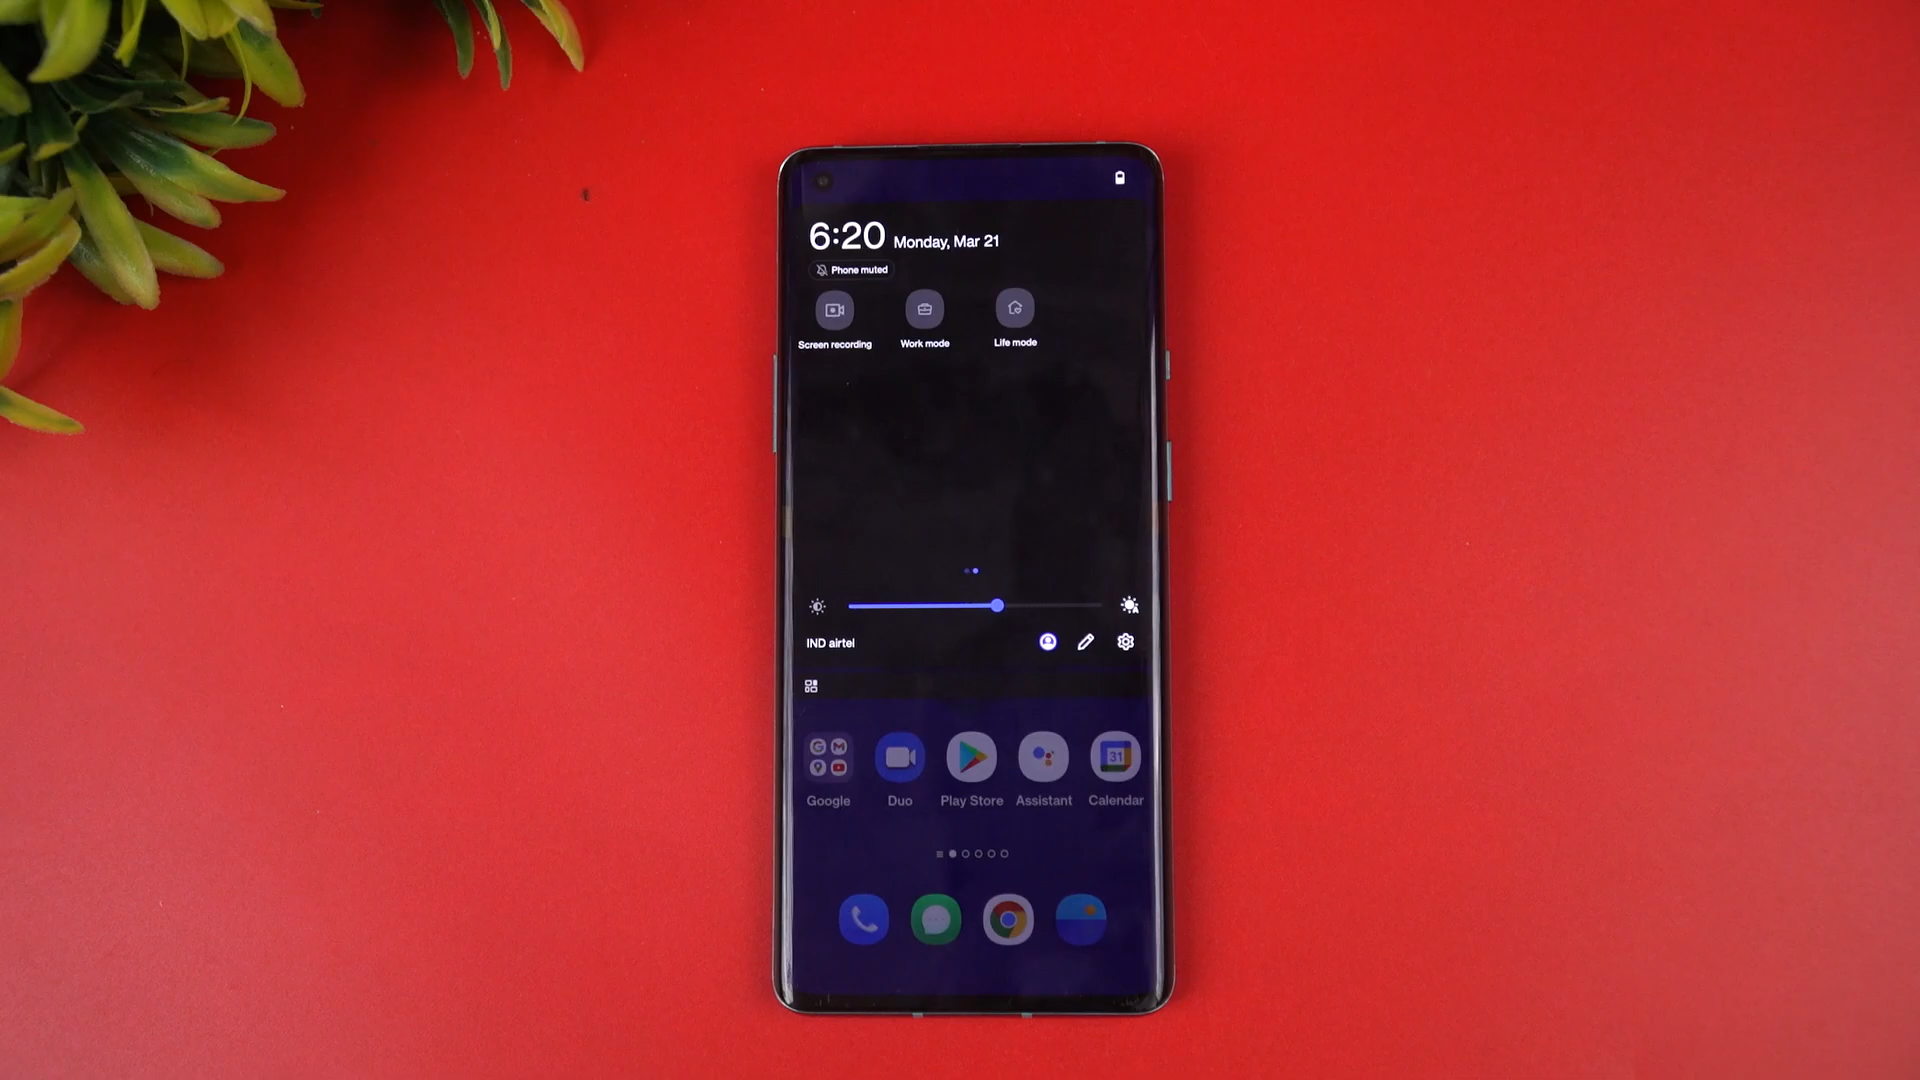 6:20 Monday, Mar 21
Phone muted
Screen recording Work mode Life mode
IND airtel
31
Google Duo Play Store Assistant Calendar